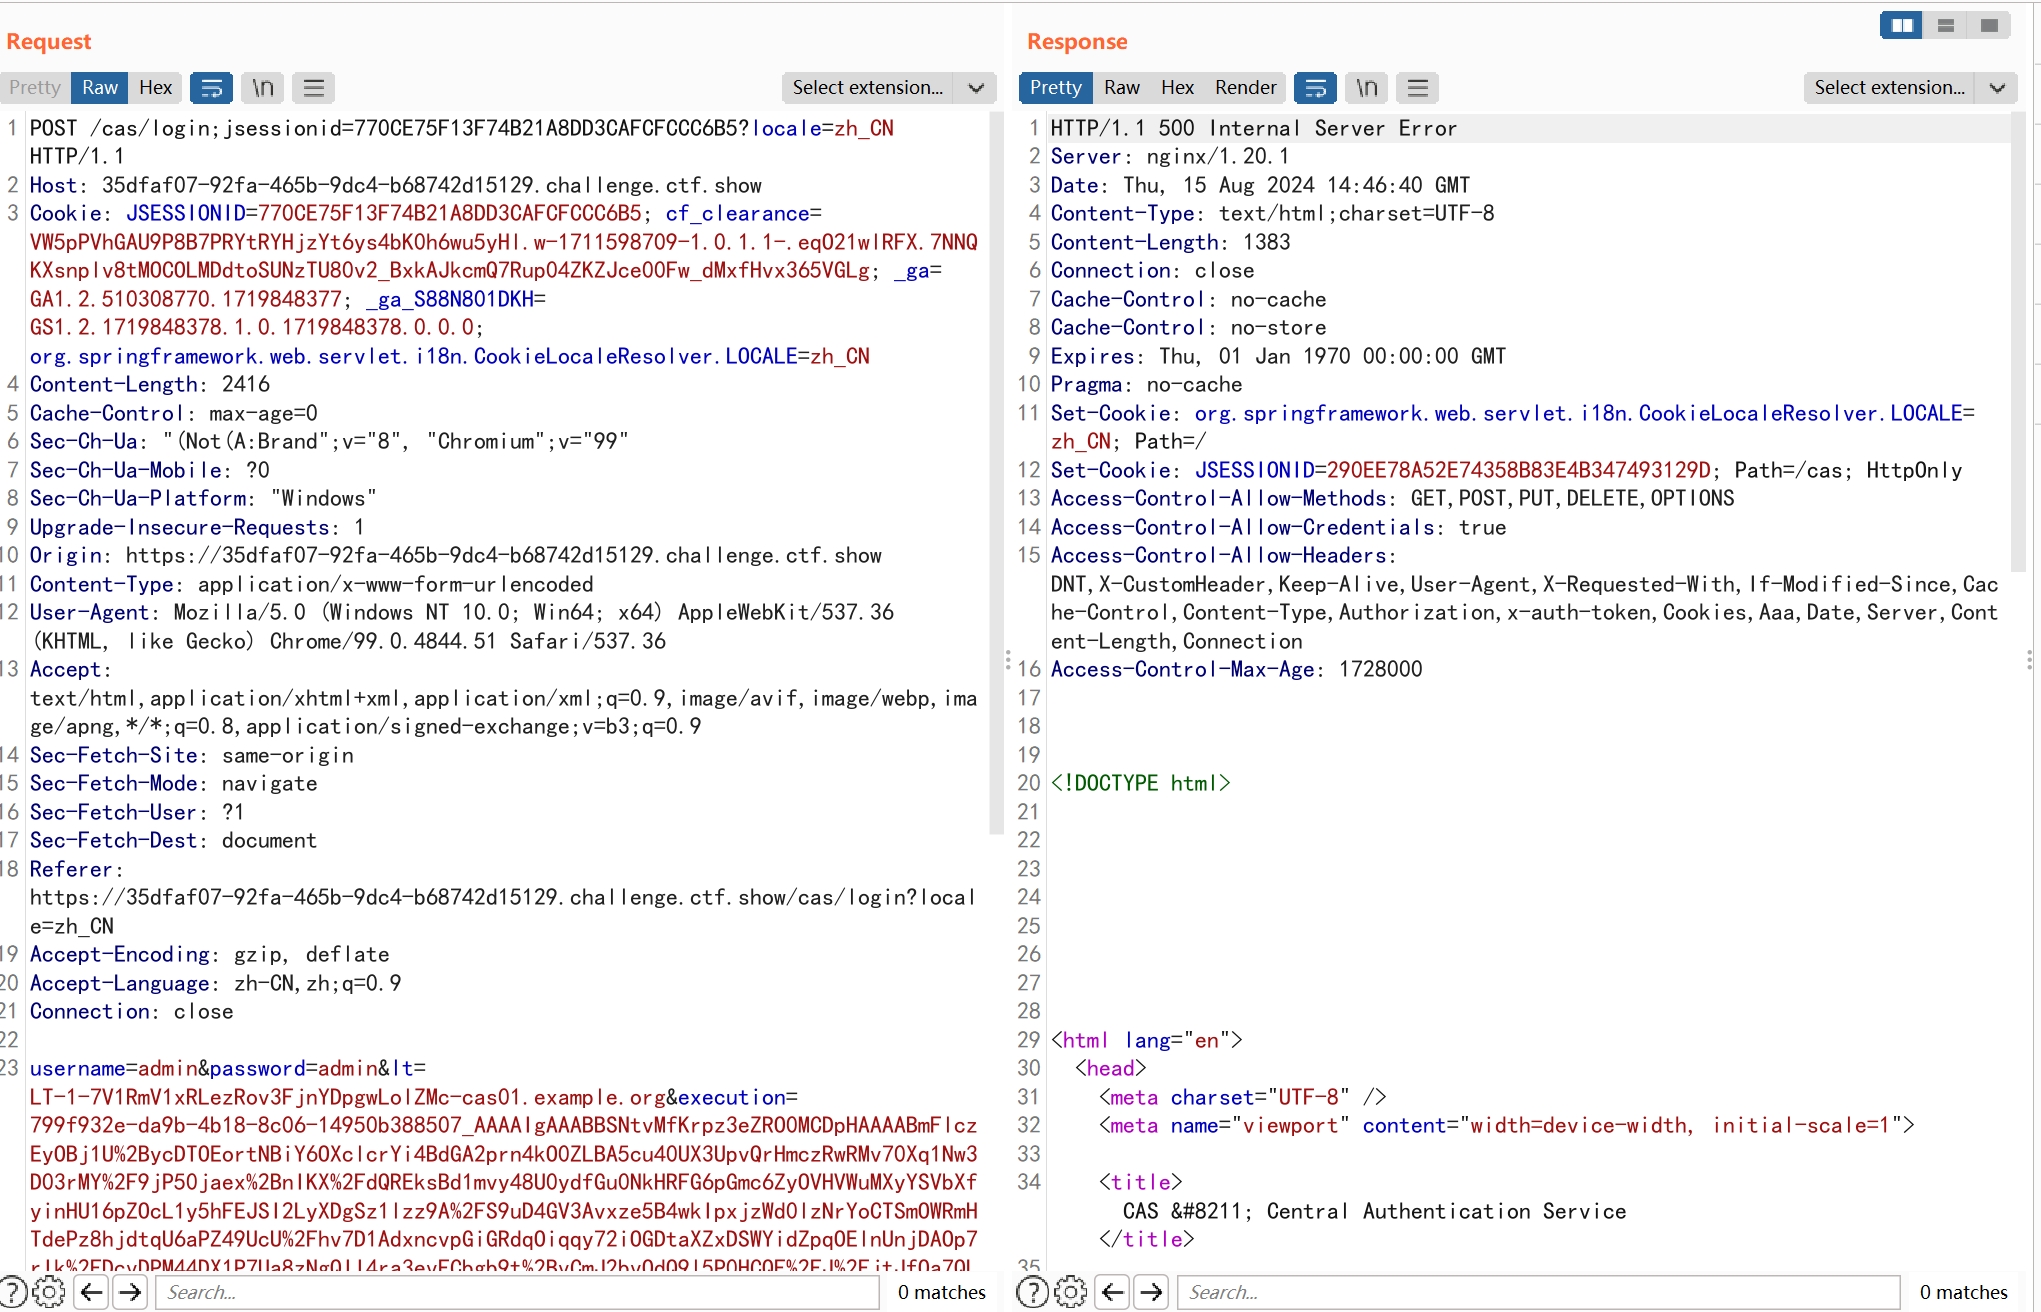 Request
Pretty Raw Hex \n Select extension...
1 POST /cas/login;jsessionid=770CE75F13F74B21A8DD3CAFCFCCC6B5?locale=zh_CN
HTTP/1.1
2 Host: 35dfaf07-92fa-465b-9dc4-b68742d15129.challenge.ctf.show
3 Cookie: JSESSIONID=770CE75F13F74B21A8DD3CAFCFCCC6B5; cf_clearance=
VW5pPVhGAU9P8B7PRYtRYHjzYt6ys4bK0h6wu5yHl.w-1711598709-1.0.1.1-.eqO21wlRFX.7NNQ
KXsnplv8tMOCOLMDdtoSUNzTU80v2_BxkAJkcmQ7Rup04ZKZJce00Fw_dMxfHvx365VGLg; _ga=
GA1.2.510308770.1719848377; _ga_S88N801DKH=
GS1.2.1719848378.1.0.1719848378.0.0.0;
org.springframework.web.servlet.i18n.CookieLocaleResolver.LOCALE=zh_CN
4 Content-Length: 2416
5 Cache-Control: max-age=0
6 Sec-Ch-Ua: "(Not(A:Brand";v="8", "Chromium";v="99"
7 Sec-Ch-Ua-Mobile: ?0
8 Sec-Ch-Ua-Platform: "Windows"
9 Upgrade-Insecure-Requests: 1
10 Origin: https://35dfaf07-92fa-465b-9dc4-b68742d15129.challenge.ctf.show
11 Content-Type: application/x-www-form-urlencoded
12 User-Agent: Mozilla/5.0 (Windows NT 10.0; Win64; x64) AppleWebKit/537.36
(KHTML, like Gecko) Chrome/99.0.4844.51 Safari/537.36
13 Accept:
text/html,application/xhtml+xml,application/xml;q=0.9,image/avif,image/webp,ima
ge/apng,*/*;q=0.8,application/signed-exchange;v=b3;q=0.9
14 Sec-Fetch-Site: same-origin
15 Sec-Fetch-Mode: navigate
16 Sec-Fetch-User: ?1
17 Sec-Fetch-Dest: document
18 Referer:
https://35dfaf07-92fa-465b-9dc4-b68742d15129.challenge.ctf.show/cas/login?local
e=zh_CN
19 Accept-Encoding: gzip, deflate
20 Accept-Language: zh-CN,zh;q=0.9
21 Connection: close
22
23 username=admin&password=admin&lt=
LT-1-7V1RmV1xRLezRov3FjnYDpgwLolZMc-cas01.example.org&execution=
799f932e-da9b-4b18-8c06-14950b388507_AAAAIgAAABBSNtvMfKrpz3eZROOMCDpHAAAABmFlcz
EyOBj1U%2BycDTOEortNBiY6OXclcrYi4BdGA2prn4kOOZLBA5cu40UX3UpvQrHmczRwRMv70Xq1Nw3
D03rMY%2F9jP50jaex%2BnIKX%2FdQREksBd1mvy48U0ydfGu0NkHRFG6pGmc6ZyOVHVWuMXyYSVbXf
yinHU16pZOcL1y5hFEJSI2LyXDgSz1lzz9A%2FS9uD4GV3Avxze5B4wkIpxjzWd0lzNrYoCTSmOWRmH
TdePz8hjdtqU6aPZ49UcU%2Fhv7D1AdxncvpGiGRdq0iqqy72iOGDtaXZxDSWYidZpqOElnUnjDAOp7
? Search... 0 matches
Response
Pretty Raw Hex Render \n Select extension...
1 HTTP/1.1 500 Internal Server Error
2 Server: nginx/1.20.1
3 Date: Thu, 15 Aug 2024 14:46:40 GMT
4 Content-Type: text/html;charset=UTF-8
5 Content-Length: 1383
6 Connection: close
7 Cache-Control: no-cache
8 Cache-Control: no-store
9 Expires: Thu, 01 Jan 1970 00:00:00 GMT
10 Pragma: no-cache
11 Set-Cookie: org.springframework.web.servlet.i18n.CookieLocaleResolver.LOCALE=
zh_CN; Path=/
12 Set-Cookie: JSESSIONID=290EE78A52E74358B83E4B347493129D; Path=/cas; HttpOnly
13 Access-Control-Allow-Methods: GET,POST,PUT,DELETE,OPTIONS
14 Access-Control-Allow-Credentials: true
15 Access-Control-Allow-Headers:
DNT,X-CustomHeader,Keep-Alive,User-Agent,X-Requested-With,If-Modified-Since,Cac
he-Control,Content-Type,Authorization,x-auth-token,Cookies,Aaa,Date,Server,Cont
ent-Length,Connection
16 Access-Control-Max-Age: 1728000
17
18
19
20 <!DOCTYPE html>
21
22
23
24
25
26
27
28
29 <html lang="en">
30 <head>
31 <meta charset="UTF-8" />
32 <meta name="viewport" content="width=device-width, initial-scale=1">
33
34 <title>
CAS &#8211; Central Authentication Service
</title>
35
? Search... 0 matches